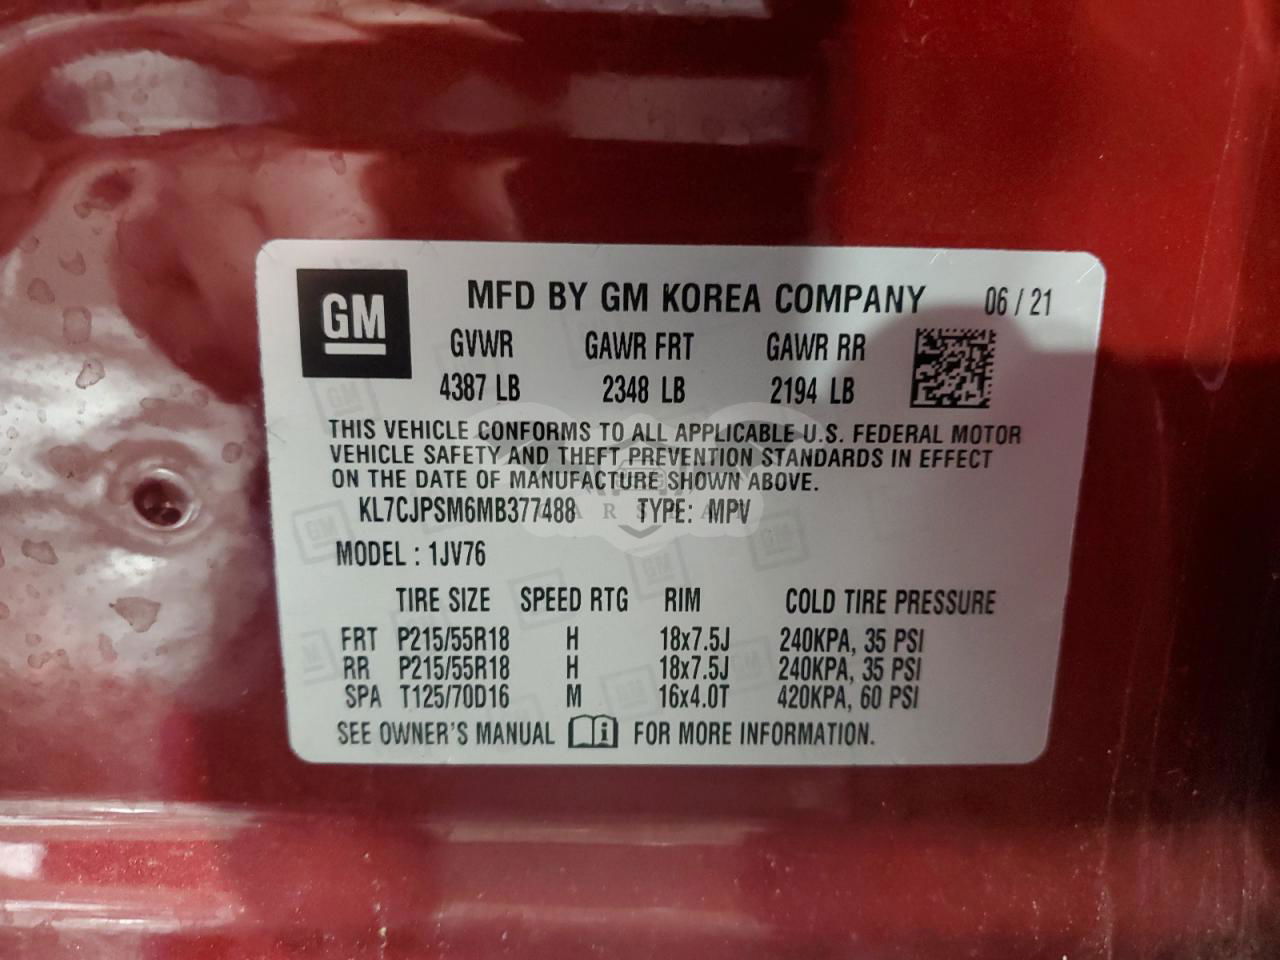 GM
MFD BY GM KOREA COMPANY 06 / 21
GVWR GAWR FRT GAWR RR
4387 LB 2348 LB 2194 LB
THIS VEHICLE CONFORMS TO ALL APPLICABLE U.S. FEDERAL MOTOR
VEHICLE SAFETY AND THEFT PREVENTION STANDARDS IN EFFECT
ON THE DATE OF MANUFACTURE SHOWN ABOVE.
KL7CJPSM6MB377488 TYPE: MPV
MODEL : 1JV76
TIRE SIZE SPEED RTG RIM COLD TIRE PRESSURE
FRT P215/55R18 H 18x7.5J 240KPA, 35 PSI
RR P215/55R18 H 18x7.5J 240KPA, 35 PSI
SPA T125/70D16 M 16x4.0T 420KPA, 60 PSI
SEE OWNER'S MANUAL i FOR MORE INFORMATION.